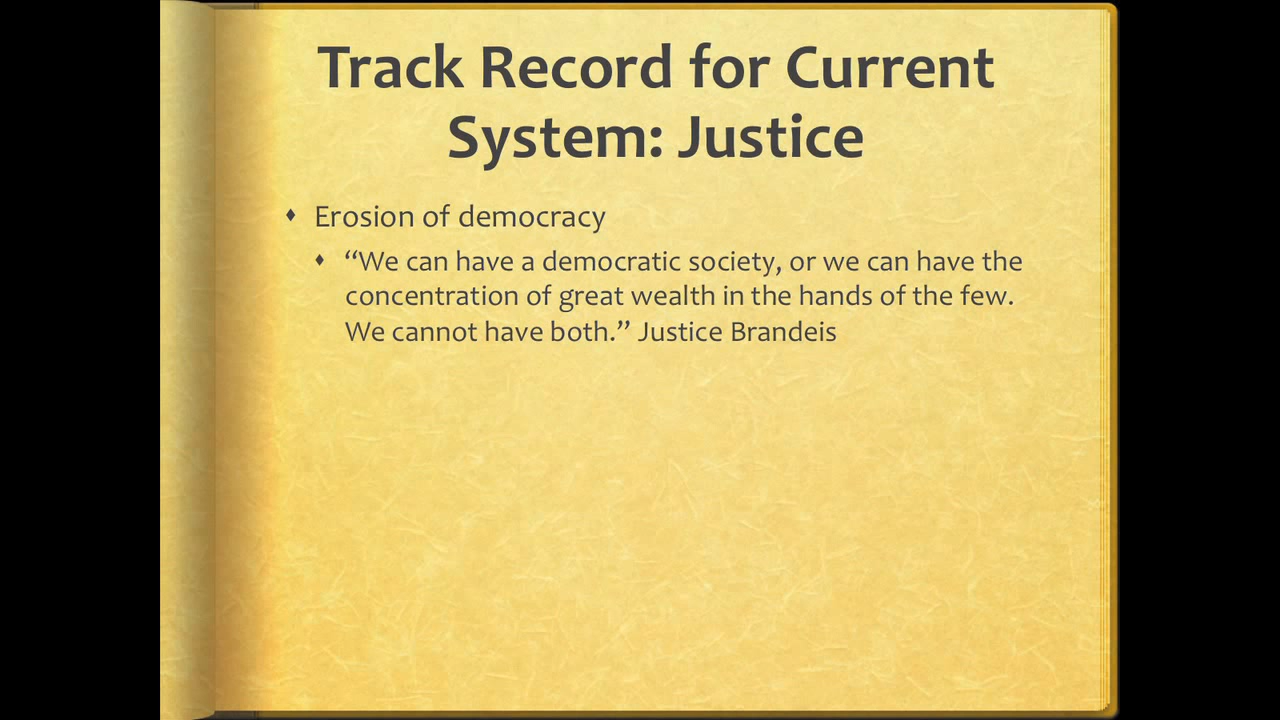 Track Record for Current
System: Justice
Erosion of democracy
“We can have a democratic society, or we can have the
concentration of great wealth in the hands of the few.
We cannot have both.” Justice Brandeis